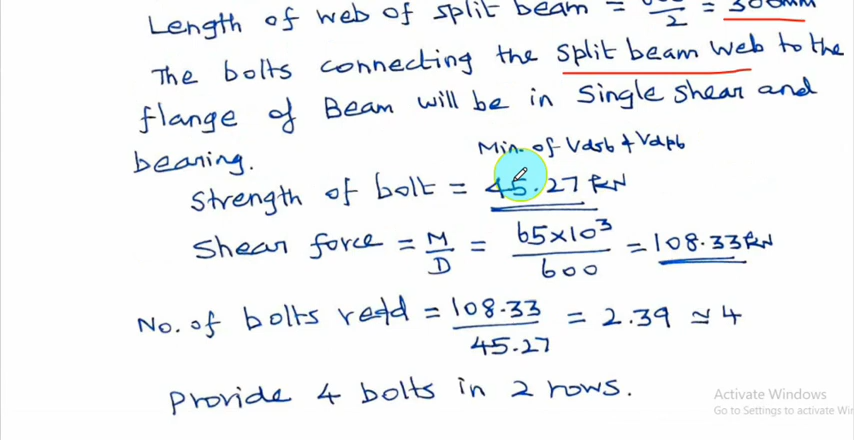 Length of web of split beam = /2 = 300mm
The bolts connecting the split beam web to the
flange of Beam will be in Single shear and
bearing.
Min. of Vdsb & Vdpb
Strength of bolt = 45.27 kN
Shear force = M/D = 65x10³/600 = 108.33 kN
No. of bolts reqd = 108.33/45.27 = 2.39 ≃ 4
Provide 4 bolts in 2 rows.
Activate Windows
Go to Settings to activate Wi